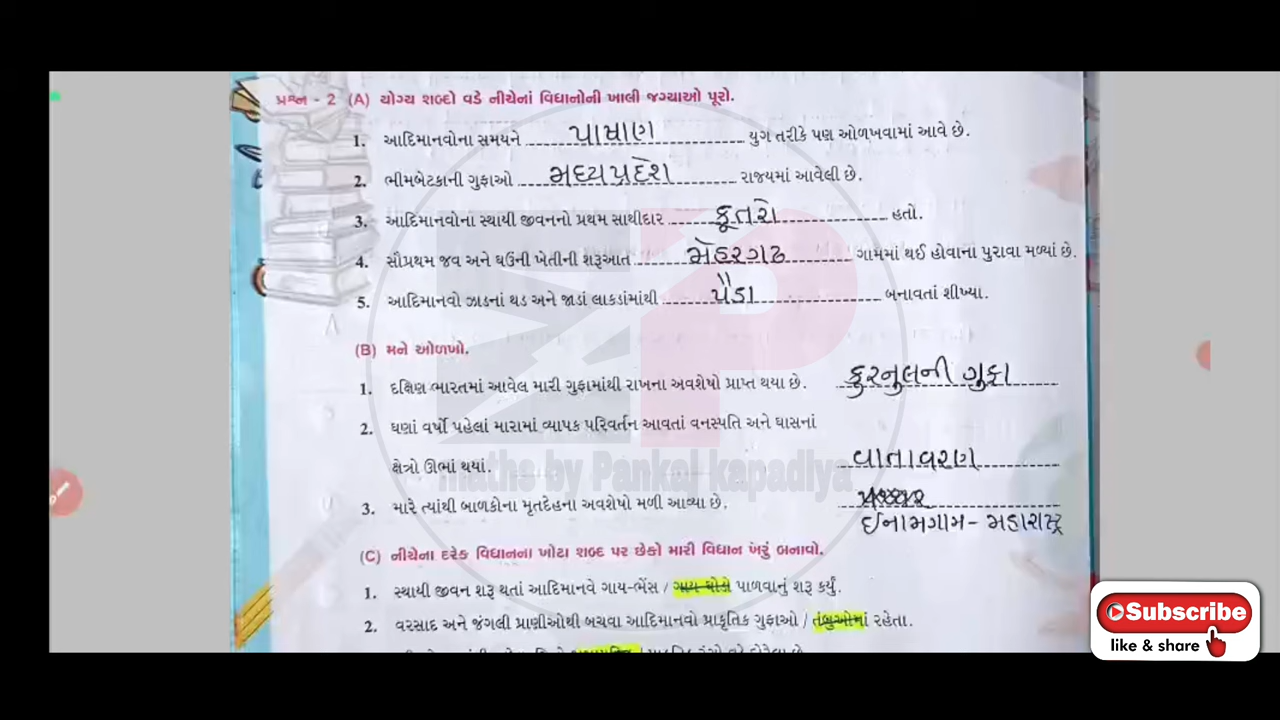 પ્રશ્ન - 2 (A) યોગ્ય શબ્દો વડે નીચેનાં વિધાનોની ખાલી જગ્યાઓ પૂરો.
1. આદિમાનવોના સમયને પાષાણ યુગ તરીકે પણ ઓળખવામાં આવે છે.
2. ભીમબેટકાની ગુફાઓ મધ્યપ્રદેશ રાજ્યમાં આવેલી છે.
3. આદિમાનવોના સ્થાયી જીવનનો પ્રથમ સાથીદાર કૂતરો હતો.
4. સૌપ્રથમ જવ અને ઘઉંની ખેતીની શરૂઆત મેહરગઢ ગામમાં થઈ હોવાના પુરાવા મળ્યાં છે.
5. આદિમાનવો ઝાડનાં થડ અને જાડાં લાકડાંમાંથી પૈડા બનાવતાં શીખ્યા.
(B) મને ઓળખો.
1. દક્ષિણ ભારતમાં આવેલ મારી ગુફામાંથી રાખના અવશેષો પ્રાપ્ત થયા છે. કુરનુલની ગુફા
2. ઘણાં વર્ષો પહેલાં મારામાં વ્યાપક પરિવર્તન આવતાં વનસ્પતિ અને ઘાસનાં
ક્ષેત્રો ઊભાં થયાં. વાતાવરણ
3. મારે ત્યાંથી બાળકોના મૃતદેહના અવશેષો મળી આવ્યા છે.
ઈનામગામ - મહારાષ્ટ્ર
(C) નીચેના દરેક વિધાનના ખોટા શબ્દ પર છેકો મારી વિધાન ખરું બનાવો.
1. સ્થાયી જીવન શરૂ થતાં આદિમાનવે ગાય-ભેંસ / ગાય-ઘોડો પાળવાનું શરૂ કર્યું.
2. વરસાદ અને જંગલી પ્રાણીઓથી બચવા આદિમાનવો પ્રાકૃતિક ગુફાઓ / તંબુઓમાં રહેતા.
maths by Pankaj kapadiya
Subscribe
like & share